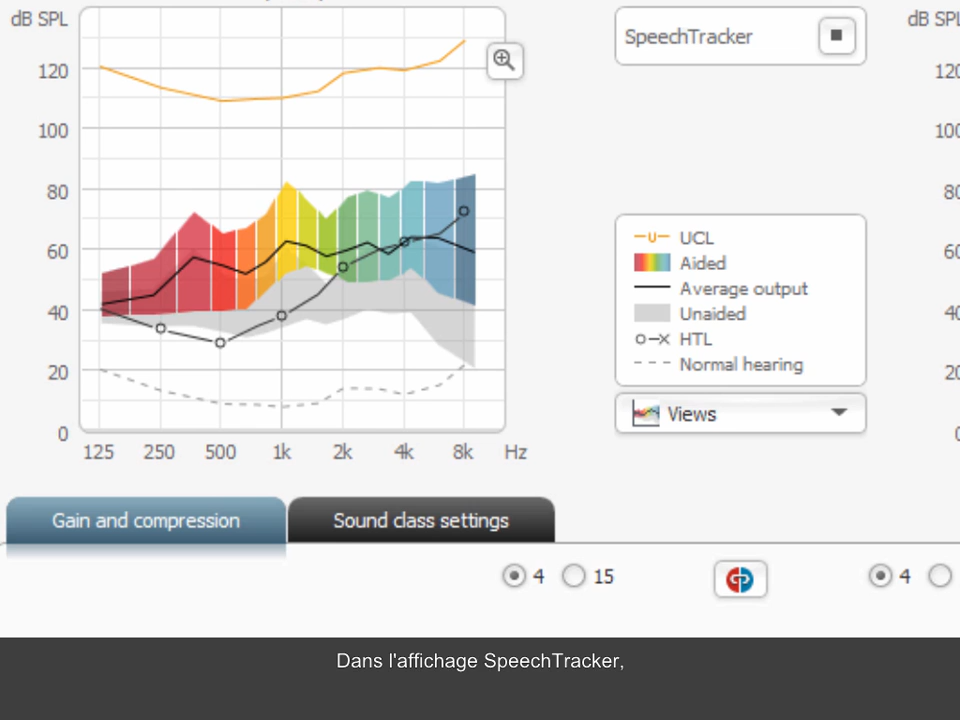 dB SPL
120
100
80
60
40
20
0
125 250 500 1k 2k 4k 8k Hz
SpeechTracker
U UCL
Aided
Average output
Unaided
HTL
Normal hearing
Views
dB SPL
120
100
80
60
40
20
Gain and compression
Sound class settings
4 15
4
Dans l'affichage SpeechTracker,